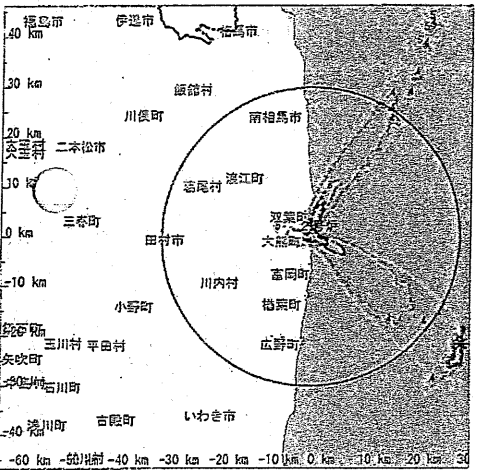 40 km
福島市
伊達市
相馬市
30 km
飯舘村
川俣町
南相馬市
20 km
大玉村
二本松市
10 km
葛尾村
浪江町
三春町
双葉町
0 km
田村市
大熊町
-10 km
川内村
富岡町
小野町
楢葉町
玉川村
平田村
広野町
矢吹町
石川町
浅川町
古殿町
いわき市
-40 km
-60 km
-50
-40 km
-30 km
-20 km
-10 km
0 km
10 km
20 km
30